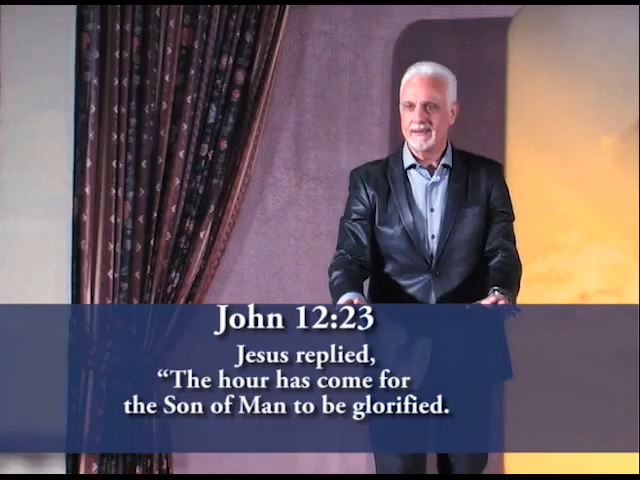 John 12:23
Jesus replied,
“The hour has come for
the Son of Man to be glorified.